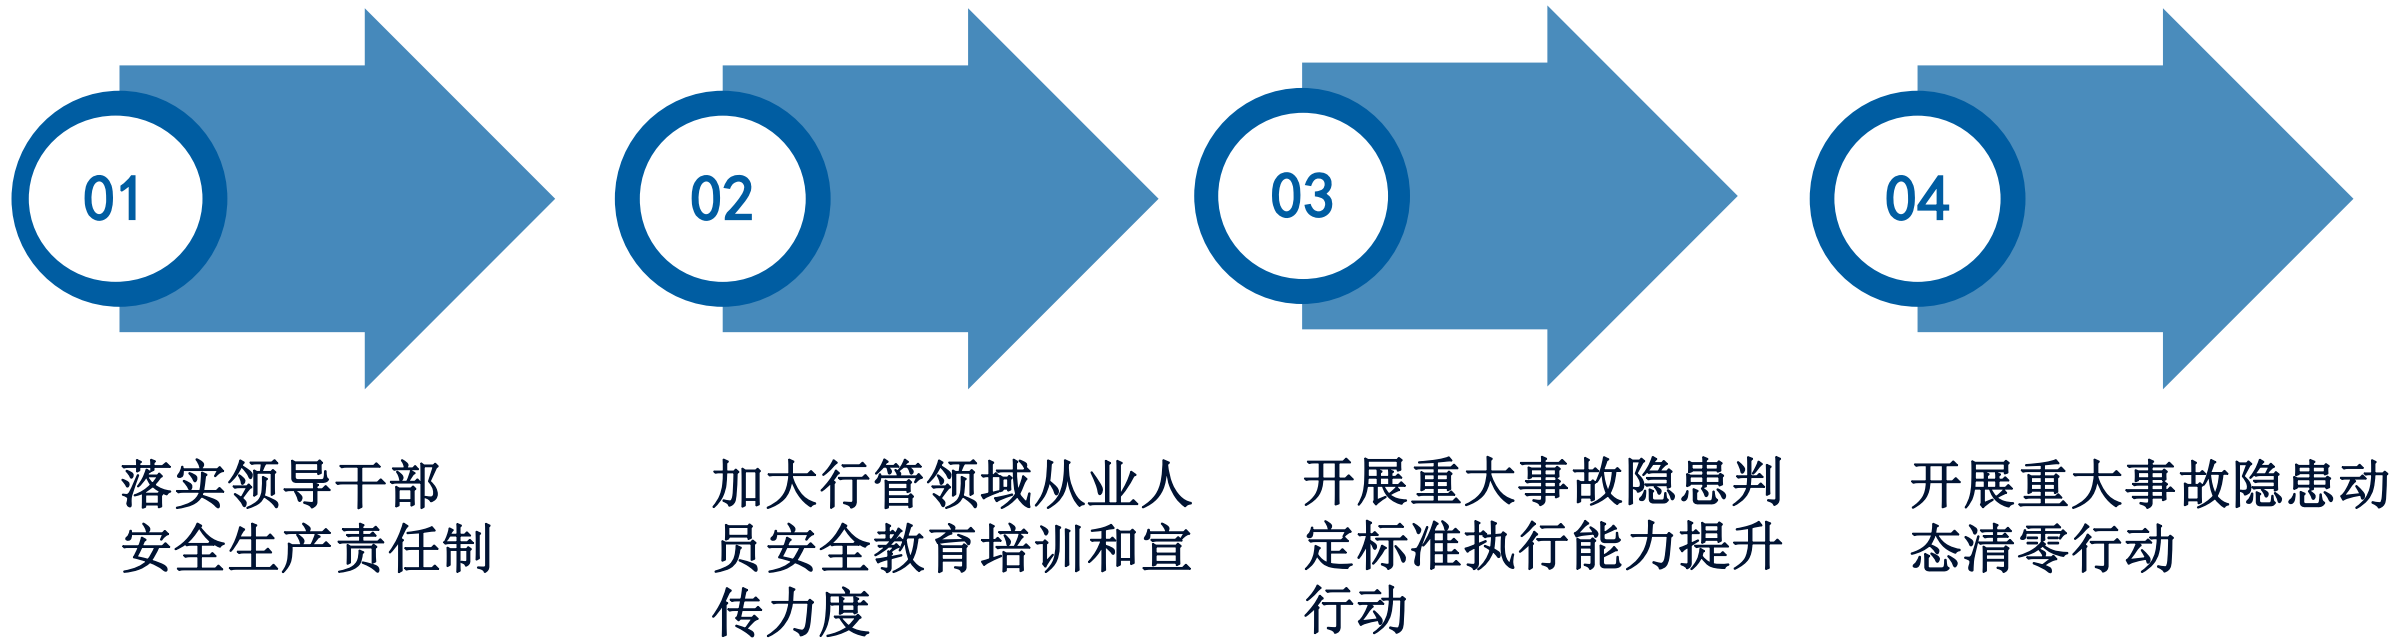 01
落实领导干部
安全生产责任制
02
加大行管领域从业人
员安全教育培训和宣
传力度
03
开展重大事故隐患判
定标准执行能力提升
行动
04
开展重大事故隐患动
态清零行动